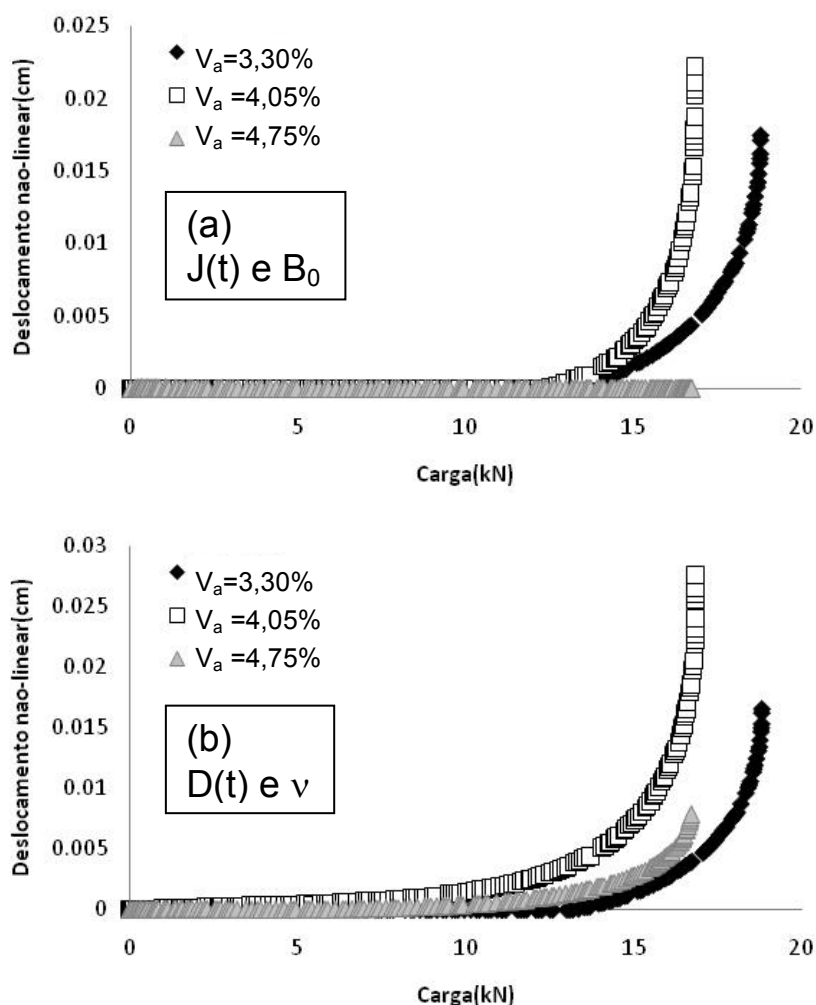 0.025
0.02
0.015
0.01
0.005
0
Deslocamento nao-linear(cm)
V_a=3,30%
V_a =4,05%
V_a =4,75%
(a)
J(t) e B_0
0 5 10 15 20
Carga(kN)
0.03
0.025
0.02
0.015
0.01
0.005
0
Deslocamento nao-linear(cm)
V_a=3,30%
V_a =4,05%
V_a =4,75%
(b)
D(t) e ν
0 5 10 15 20
Carga(kN)